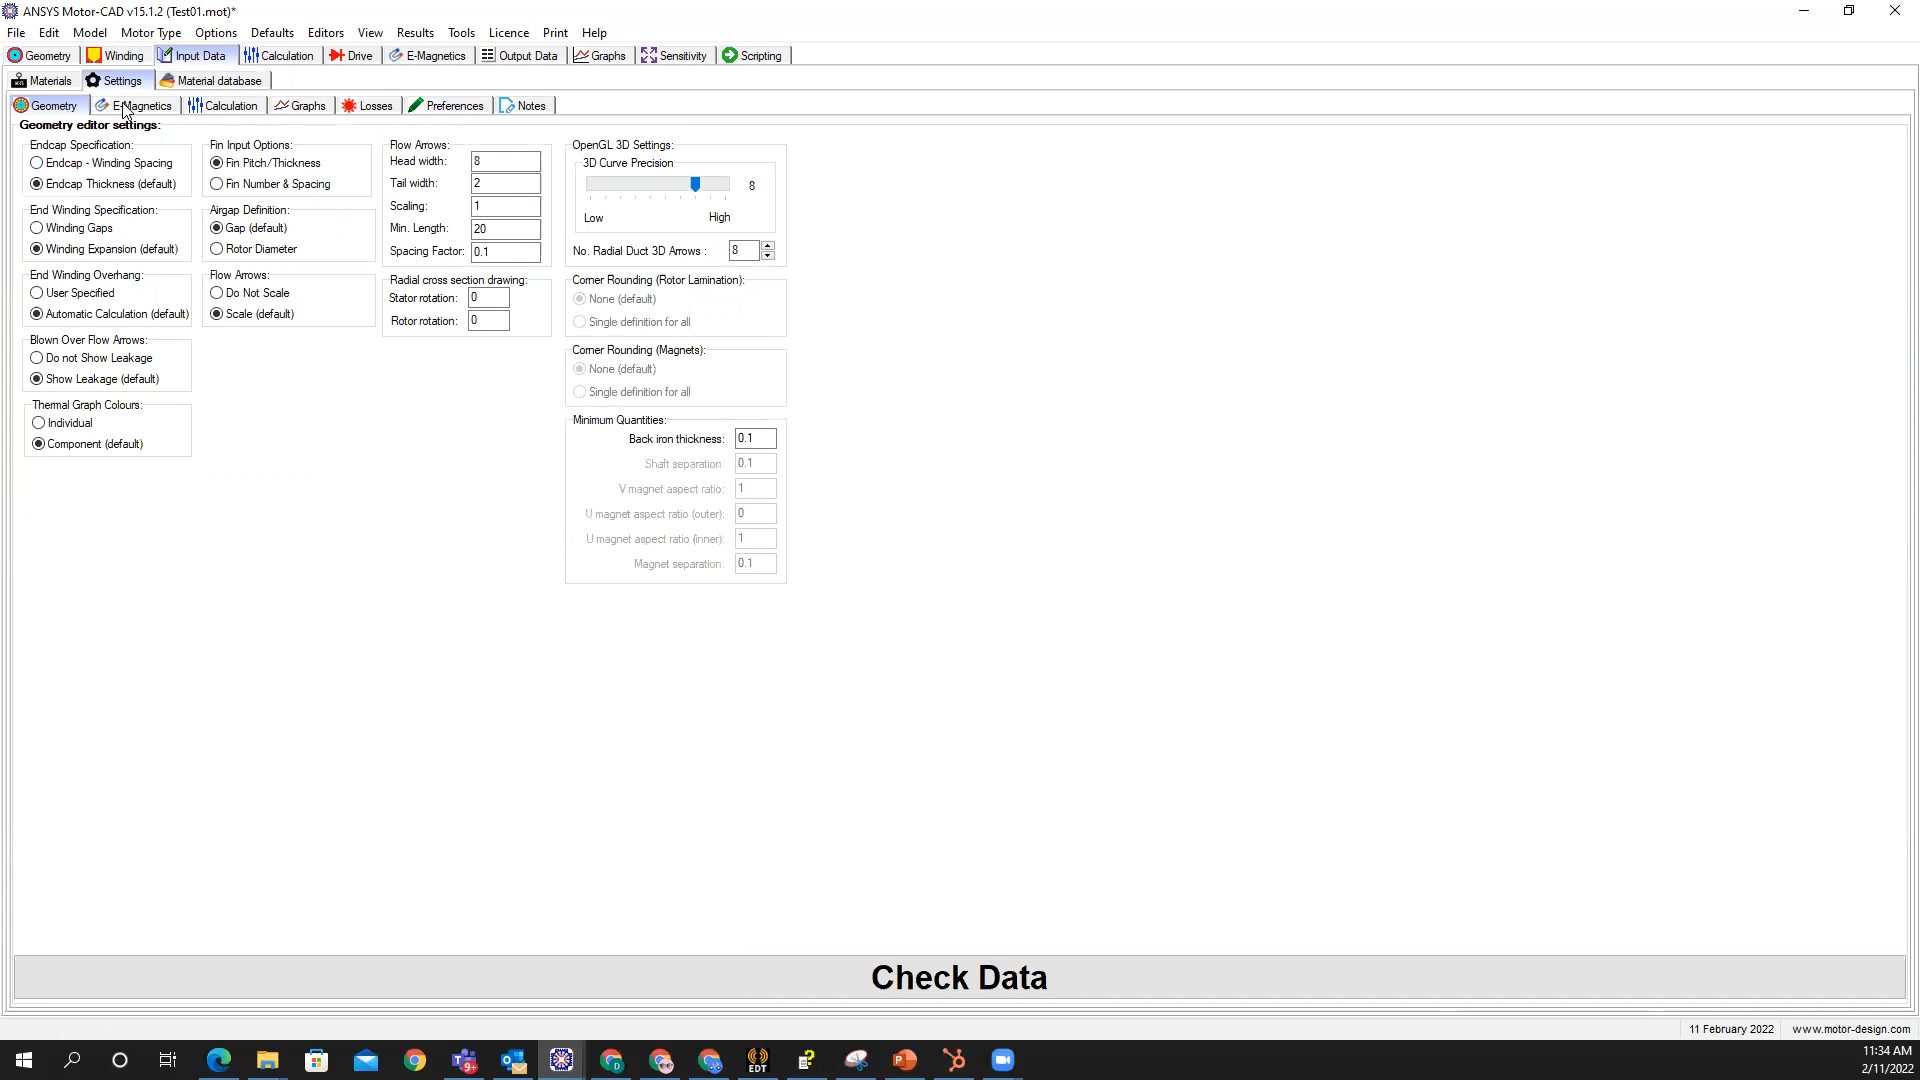 ANSYS Motor-CAD v15.1.2 (Test01.mot)*
File Edit Model Motor Type Options Defaults Editors View Results Tools Licence Print Help
Geometry Winding Input Data Calculation Drive E-Magnetics Output Data Graphs Sensitivity Scripting
Materials Settings Material database
Geometry E-Magnetics Calculation Graphs Losses Preferences Notes
Geometry editor settings:
Endcap Specification:
Endcap - Winding Spacing
Endcap Thickness (default)
End Winding Specification:
Winding Gaps
Winding Expansion (default)
End Winding Overhang:
User Specified
Automatic Calculation (default)
Blown Over Flow Arrows:
Do not Show Leakage
Show Leakage (default)
Thermal Graph Colours:
Individual
Component (default)
Fin Input Options:
Fin Pitch/Thickness
Fin Number & Spacing
Airgap Definition:
Gap (default)
Rotor Diameter
Flow Arrows:
Do Not Scale
Scale (default)
Flow Arrows:
Head width: 8
Tail width: 2
Scaling: 1
Min. Length: 20
Spacing Factor: 0.1
Radial cross section drawing:
Stator rotation: 0
Rotor rotation: 0
OpenGL 3D Settings:
3D Curve Precision
8
Low High
No. Radial Duct 3D Arrows : 8
Corner Rounding (Rotor Lamination):
None (default)
Single definition for all
Corner Rounding (Magnets):
None (default)
Single definition for all
Minimum Quantities:
Back iron thickness: 0.1
Shaft separation: 0.1
V magnet aspect ratio: 1
U magnet aspect ratio (outer): 0
U magnet aspect ratio (inner): 1
Magnet separation: 0.1
Check Data
11 February 2022 www.motor-design.com
9+
D
EDT
11:34 AM
2/11/2022